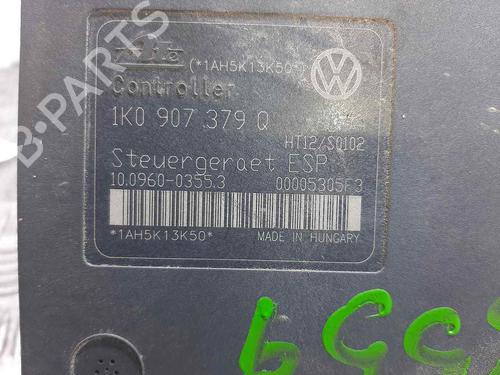 ate (*1AH5K13K50*)
Controller
1K0 907 379 Q
HT12/S0102
Steuergeraet ESP
10.0960-0355.3 00005305F3
*1AH5K13K50* MADE IN HUNGARY
B-PARTS